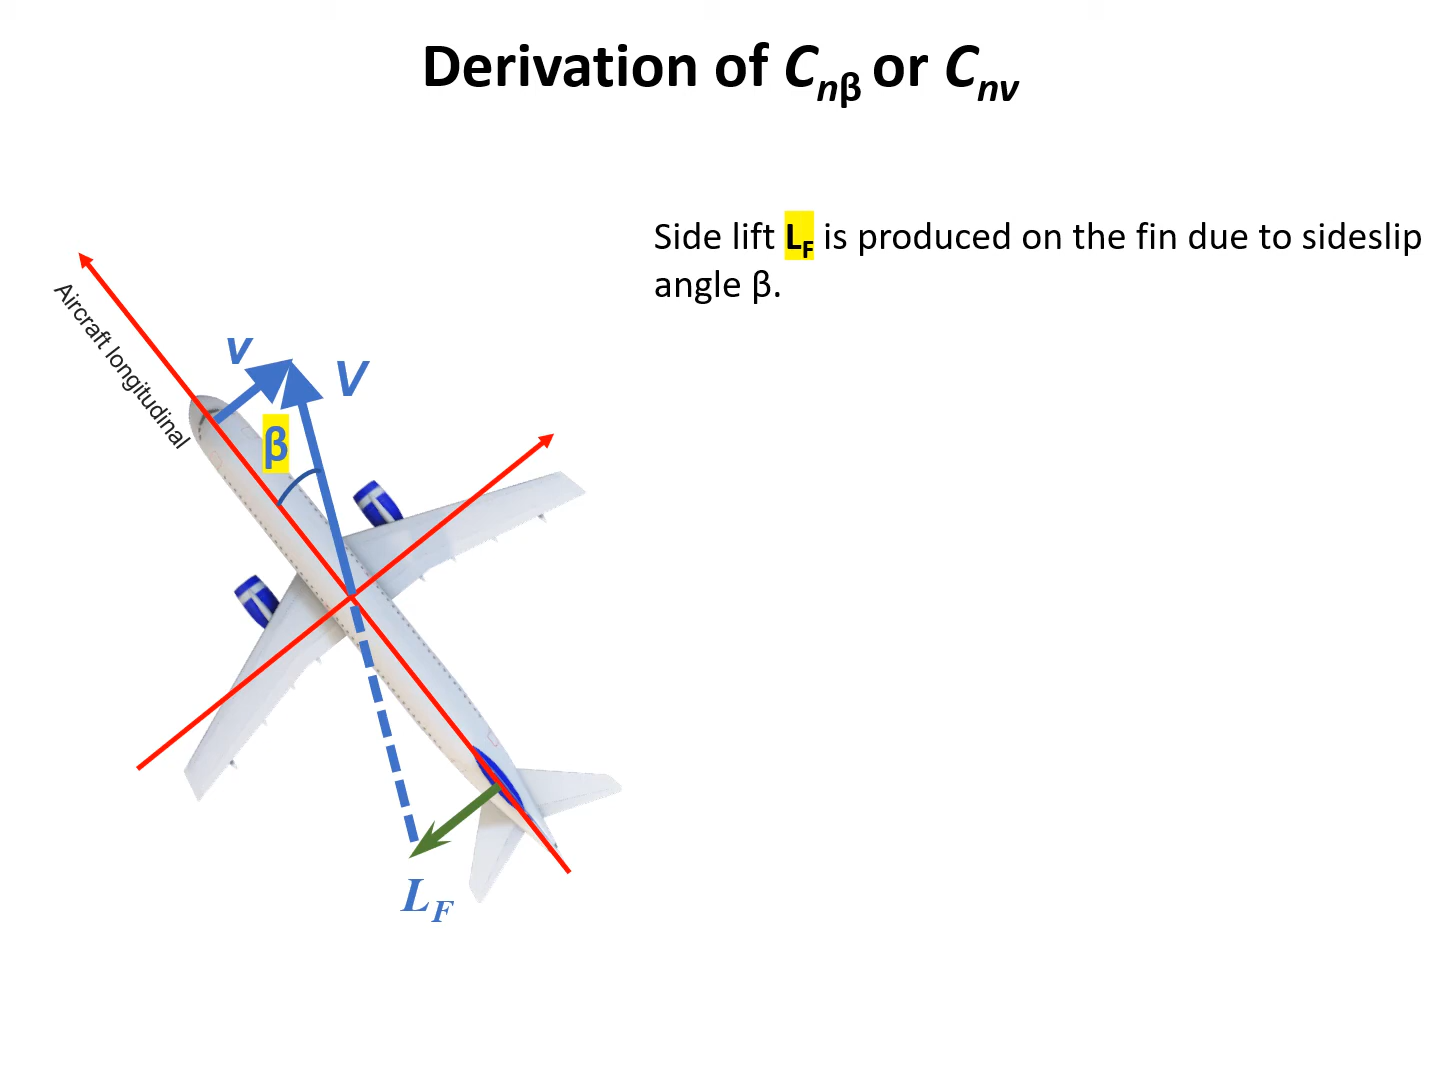 Derivation of Cnβ or Cnv
Side lift LF is produced on the fin due to sideslip
angle β.
Aircraft longitudinal
v
V
β
LF